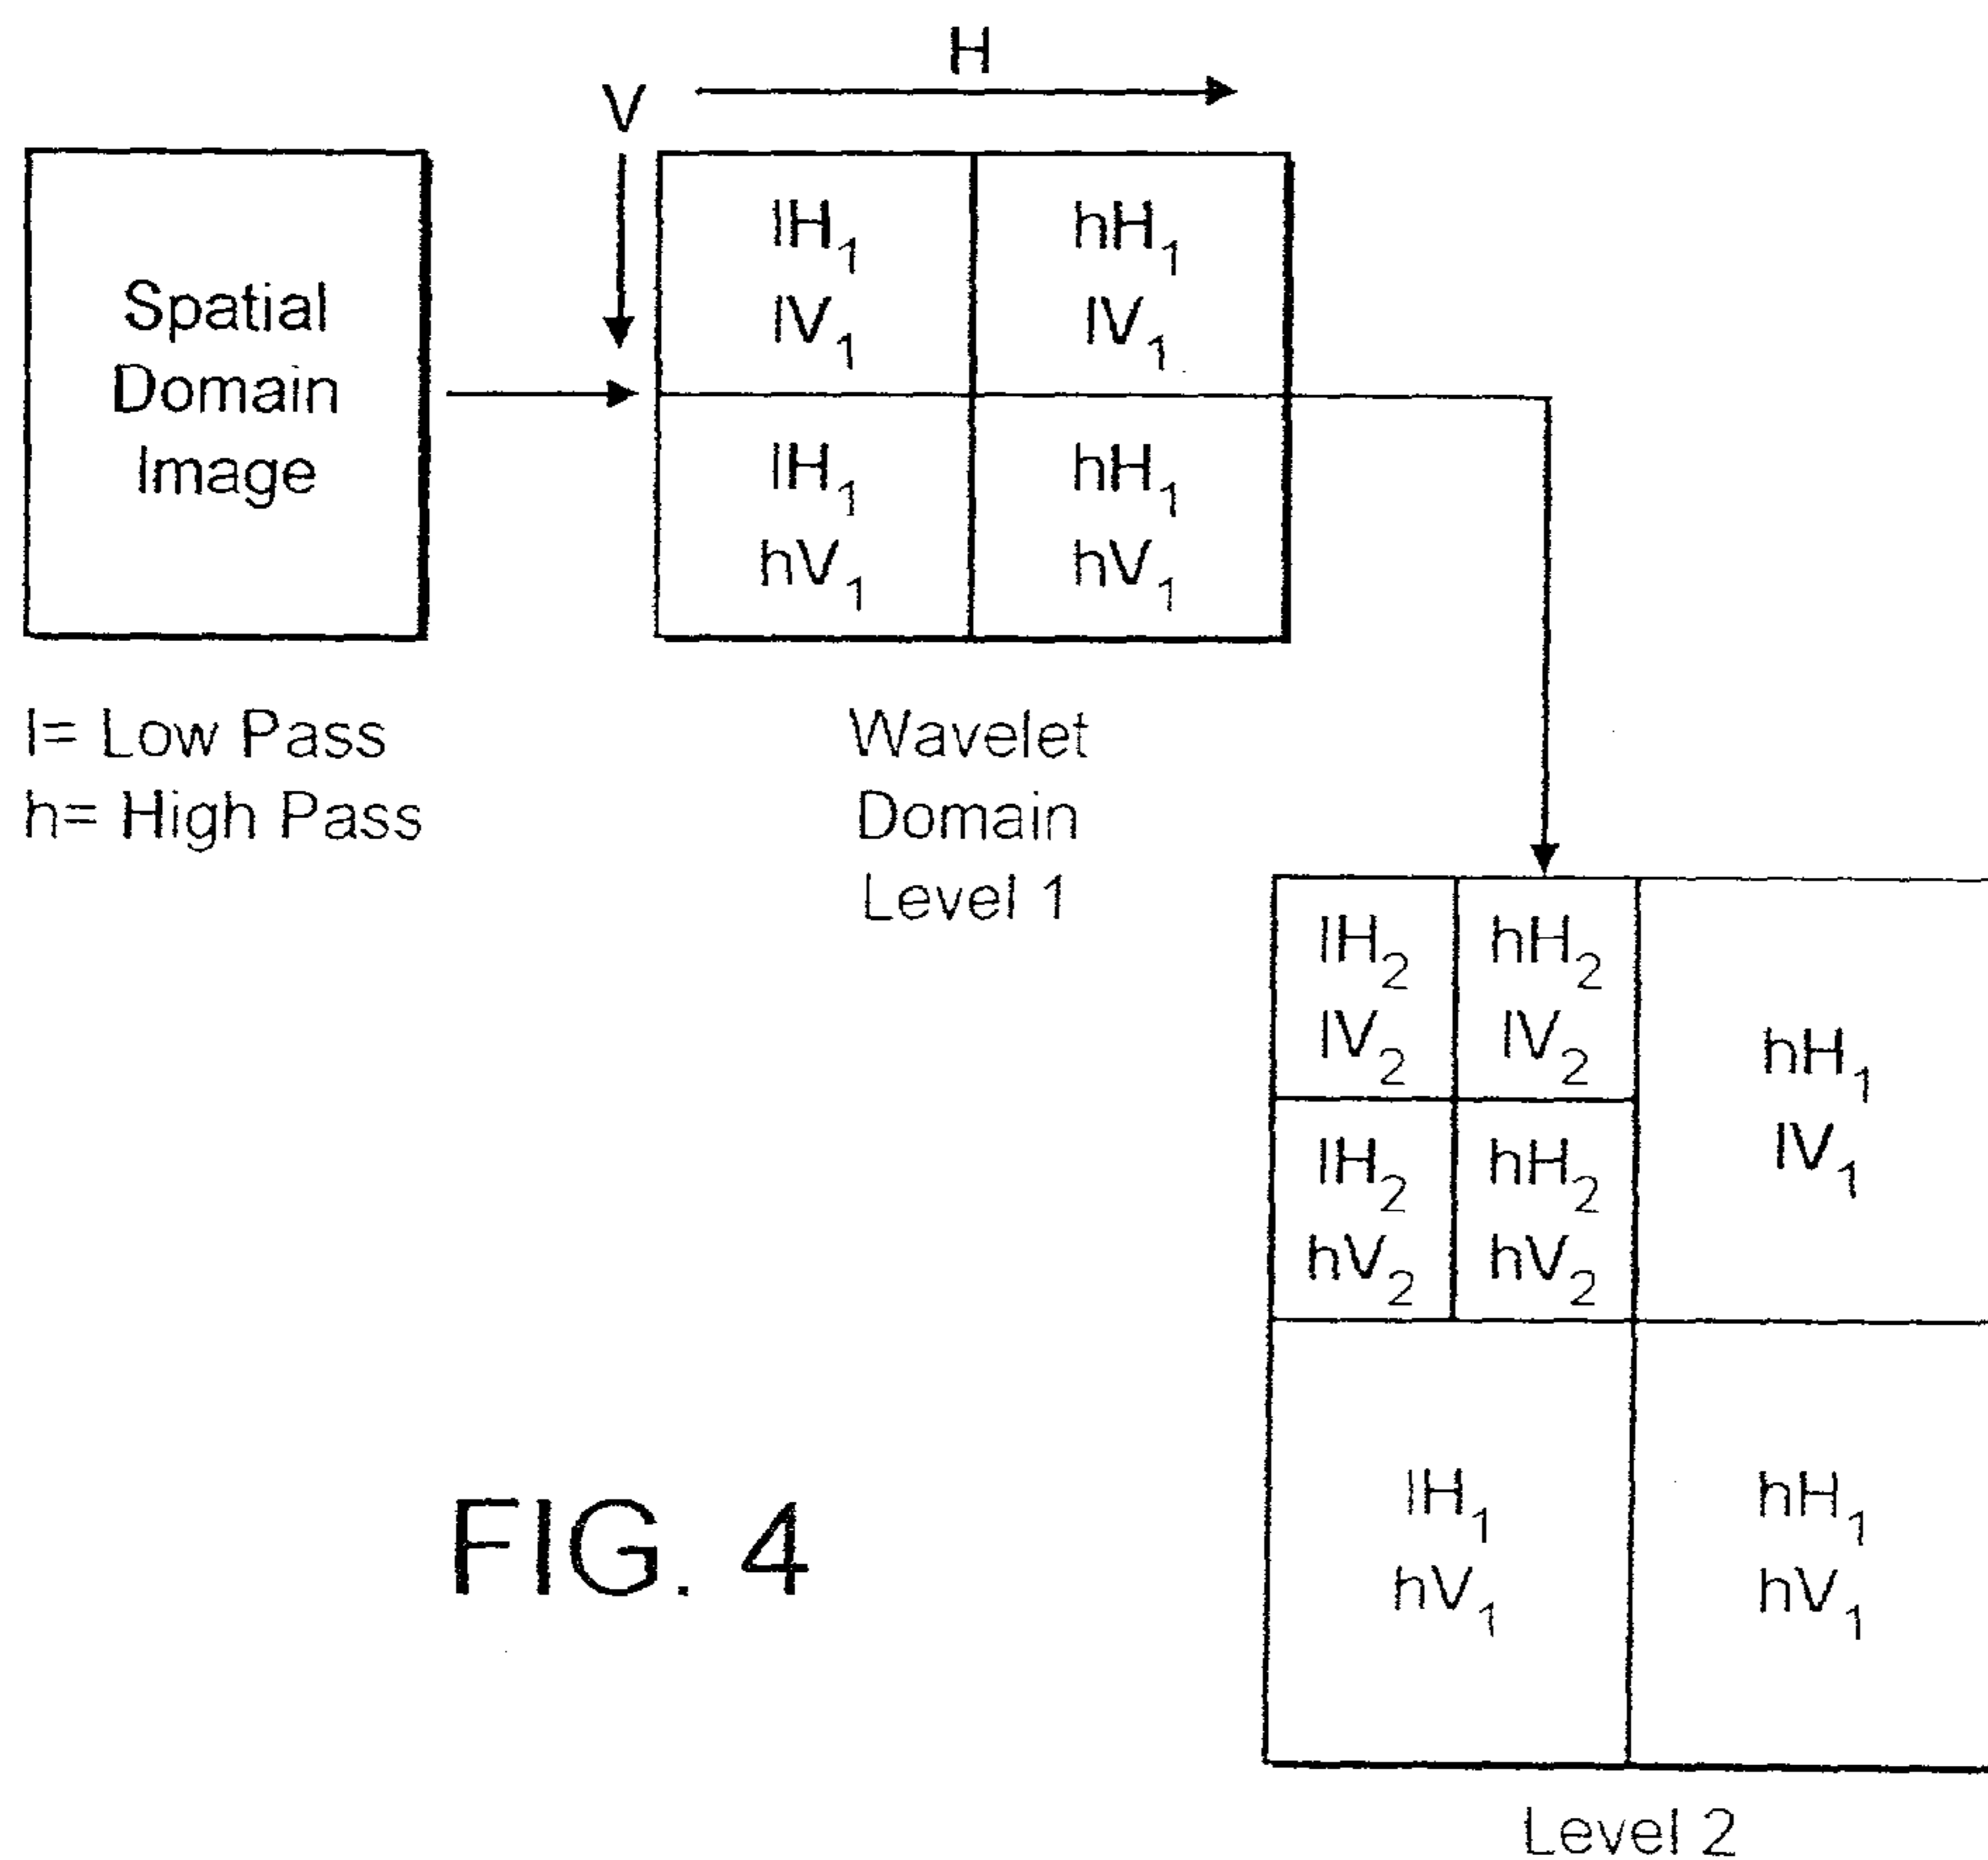 H
V
Spatial
Domain
Image
lH₁
lV₁
hH₁
lV₁
lH₁
hV₁
hH₁
hV₁
l= Low Pass
h= High Pass
Wavelet
Domain
Level 1
lH₂
lV₂
hH₂
lV₂
lH₂
hV₂
hH₂
hV₂
hH₁
lV₁
lH₁
hV₁
hH₁
hV₁
Level 2
FIG. 4